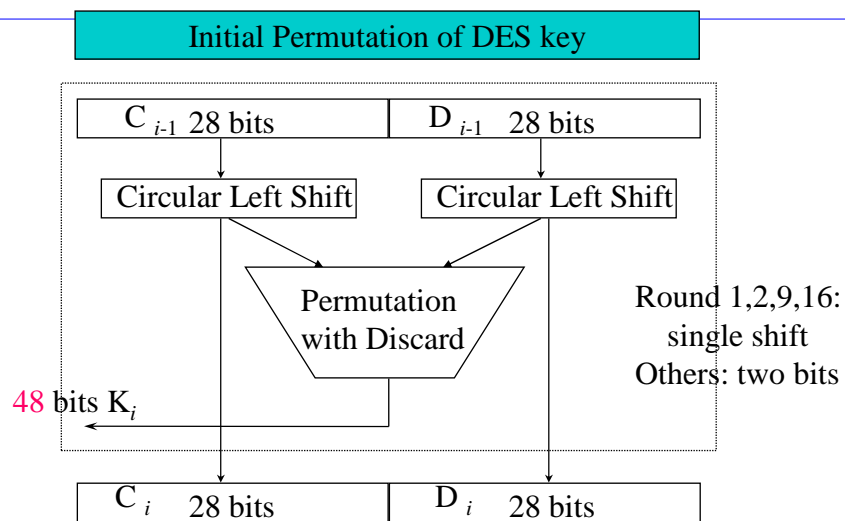 Initial Permutation of DES key
C i-1 28 bits
D i-1 28 bits
Circular Left Shift
Circular Left Shift
Permutation
with Discard
Round 1,2,9,16:
single shift
Others: two bits
48 bits Ki
C i 28 bits
D i 28 bits